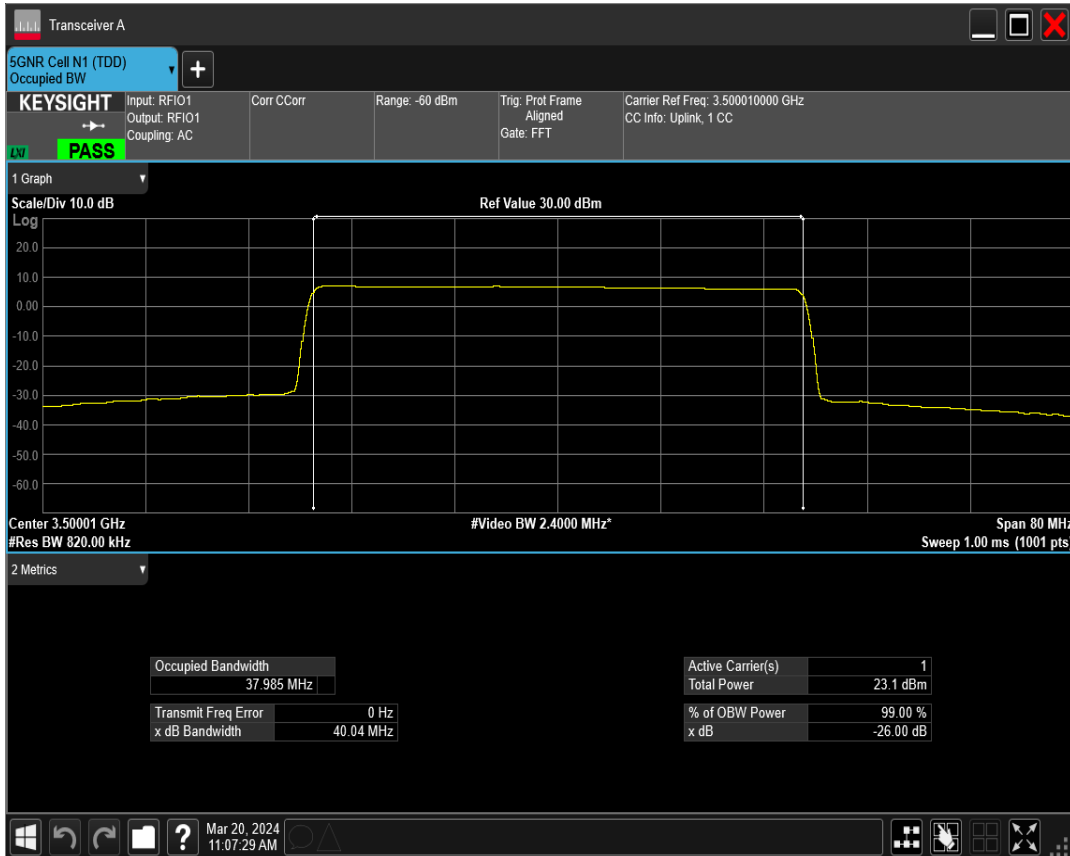 Transceiver A
5GNR Cell N1 (TDD)
Occupied BW
+
KEYSIGHT
LXI
PASS
Input: RFIO1
Output: RFIO1
Coupling: AC
Corr CCorr
Range: -60 dBm
Trig: Prot Frame
Aligned
Gate: FFT
Carrier Ref Freq: 3.500010000 GHz
CC Info: Uplink, 1 CC
1 Graph
Scale/Div 10.0 dB
Ref Value 30.00 dBm
Log
20.0
10.0
0.00
-10.0
-20.0
-30.0
-40.0
-50.0
-60.0
Center 3.50001 GHz
#Video BW 2.4000 MHz*
Span 80 MHz
#Res BW 820.00 kHz
Sweep 1.00 ms (1001 pts)
2 Metrics
Occupied Bandwidth
37.985 MHz
Transmit Freq Error 0 Hz
x dB Bandwidth 40.04 MHz
Active Carrier(s) 1
Total Power 23.1 dBm
% of OBW Power 99.00 %
x dB -26.00 dB
?
Mar 20, 2024
11:07:29 AM